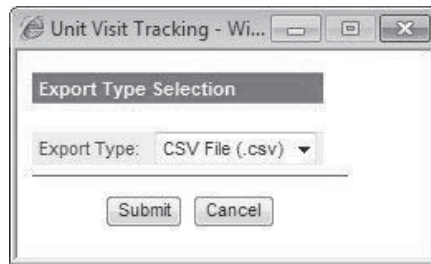 Unit Visit Tracking - Wi...
Export Type Selection
Export Type: CSV File (.csv)
Submit Cancel